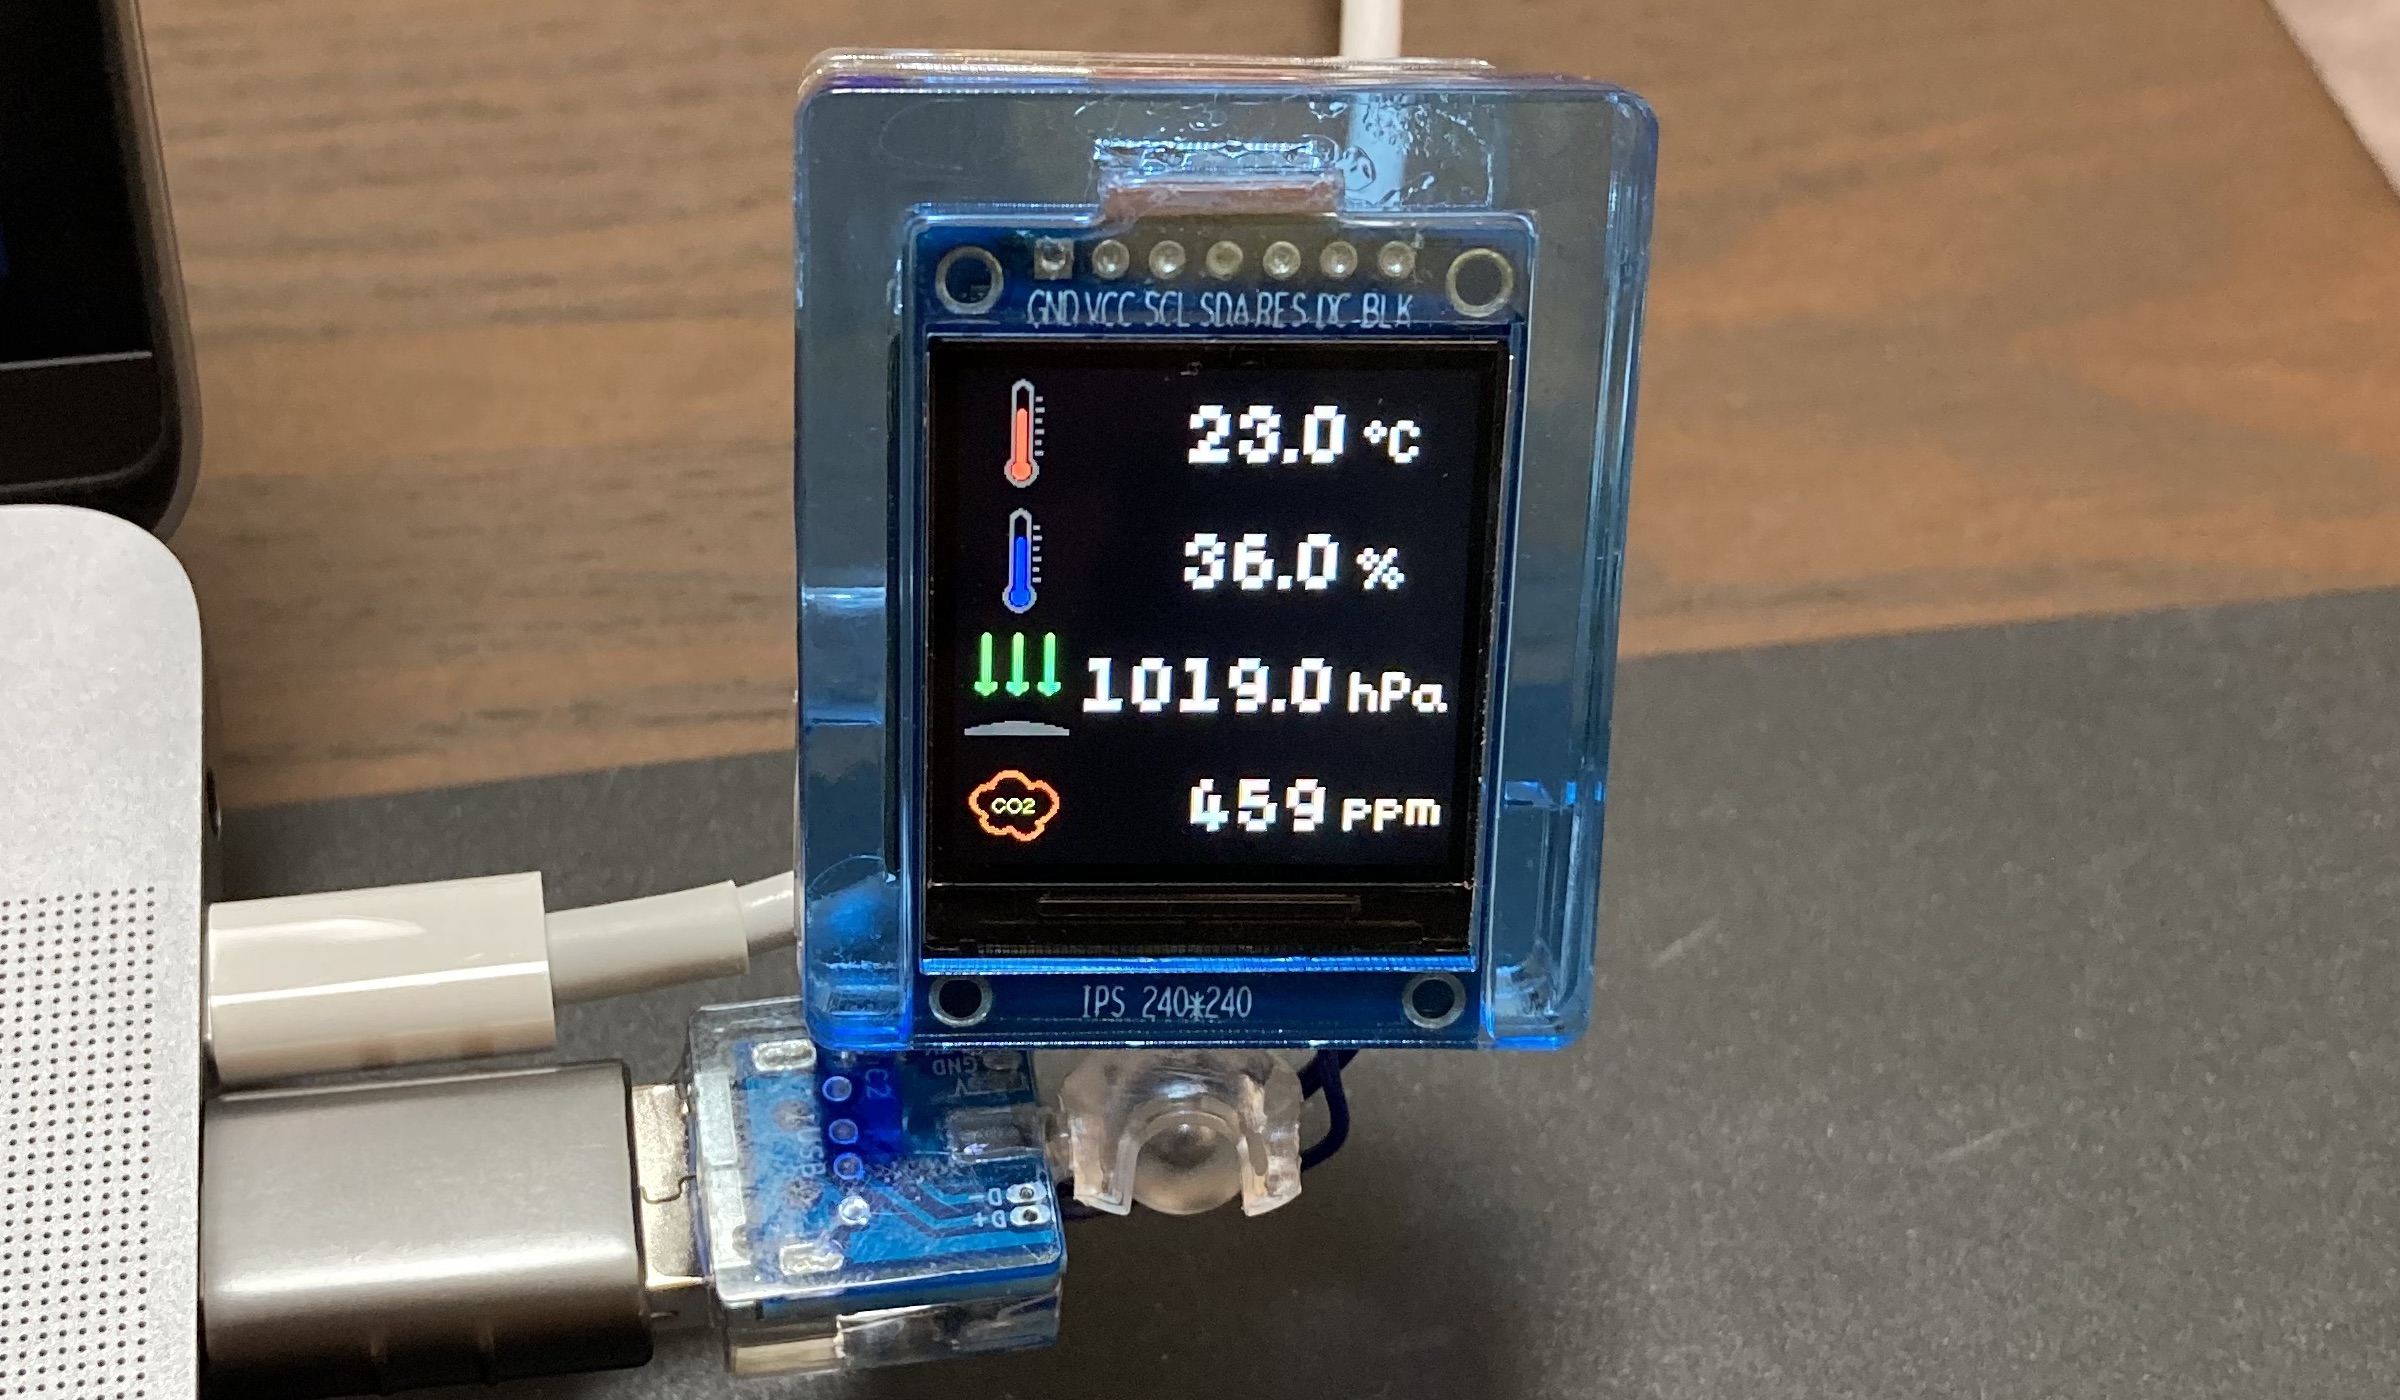 GND VCC SCL SDA RES DC BLK
23.0 °C
36.0 %
1019.0 hPa
CO2 459 ppm
IPS 240*240
C2
GND
5V
USB
D-
D+